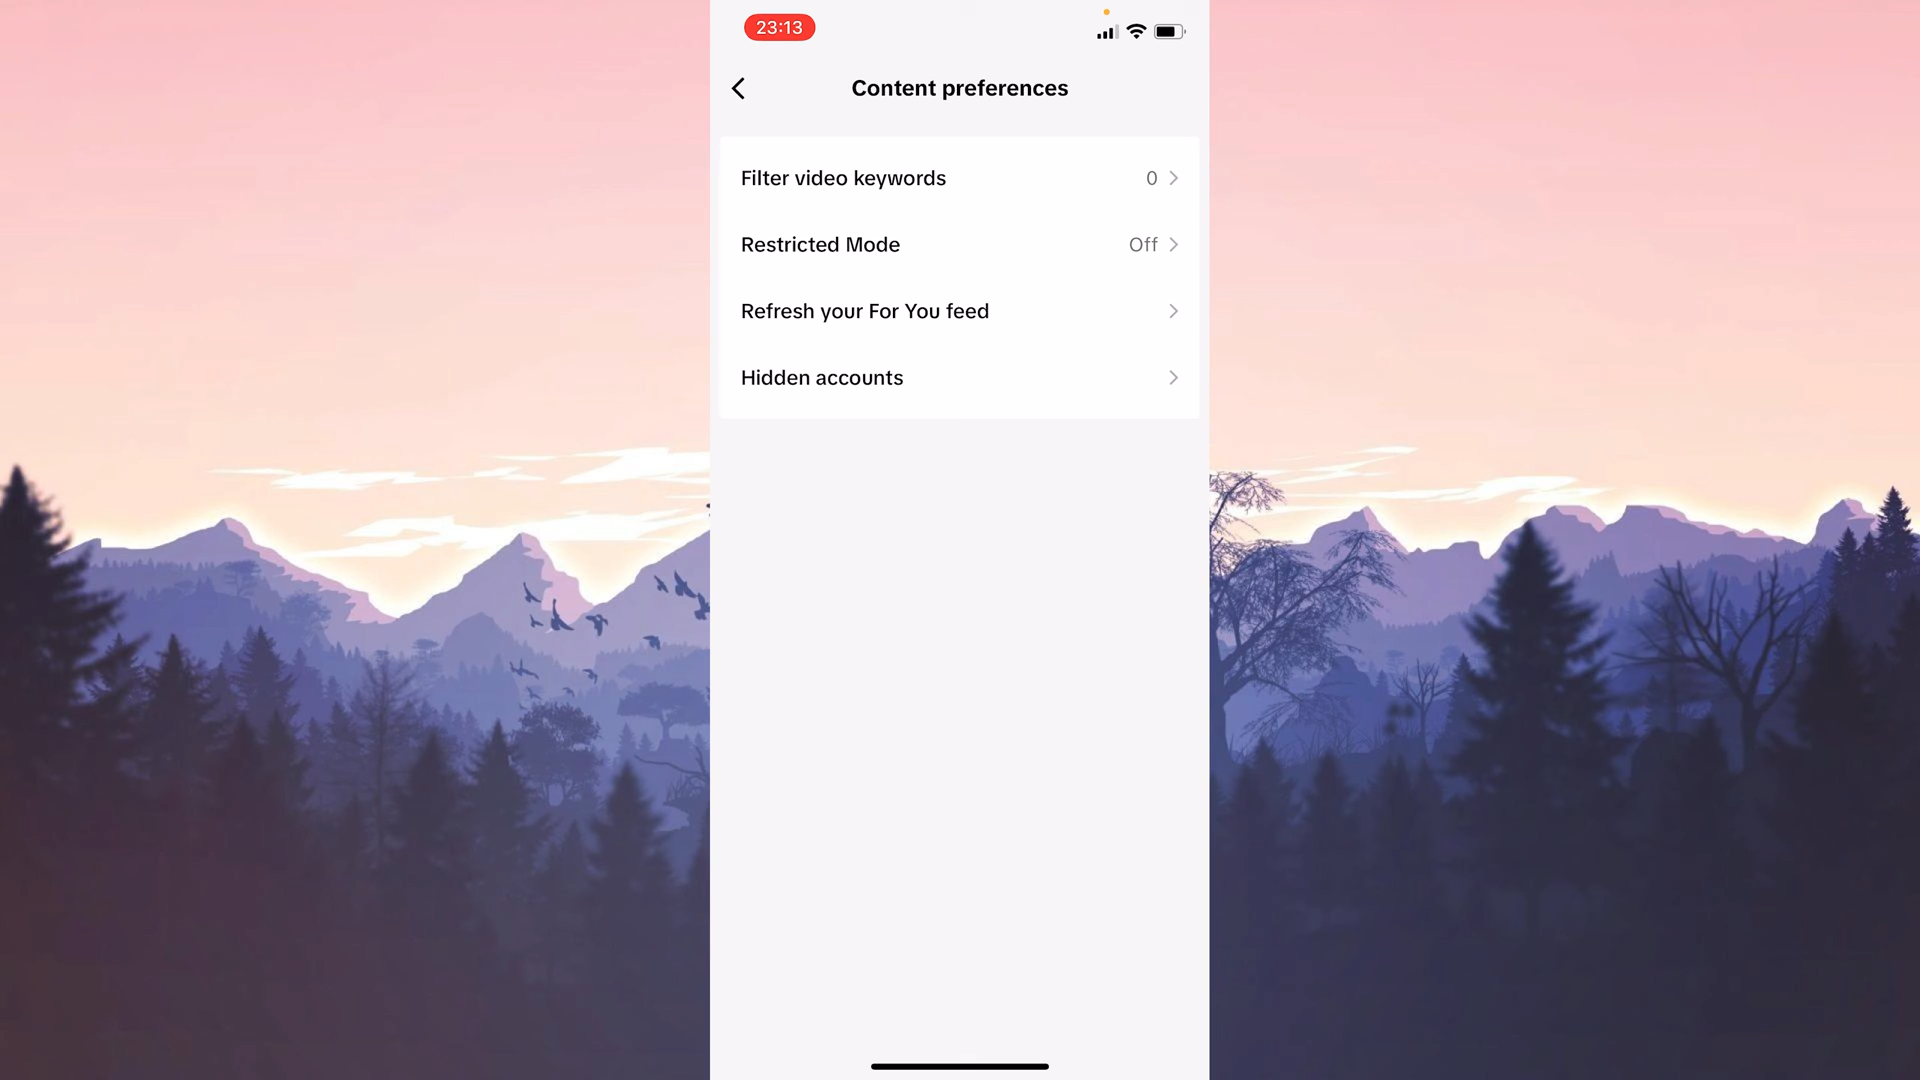 23:13
Content preferences
Filter video keywords 0
Restricted Mode Off
Refresh your For You feed
Hidden accounts